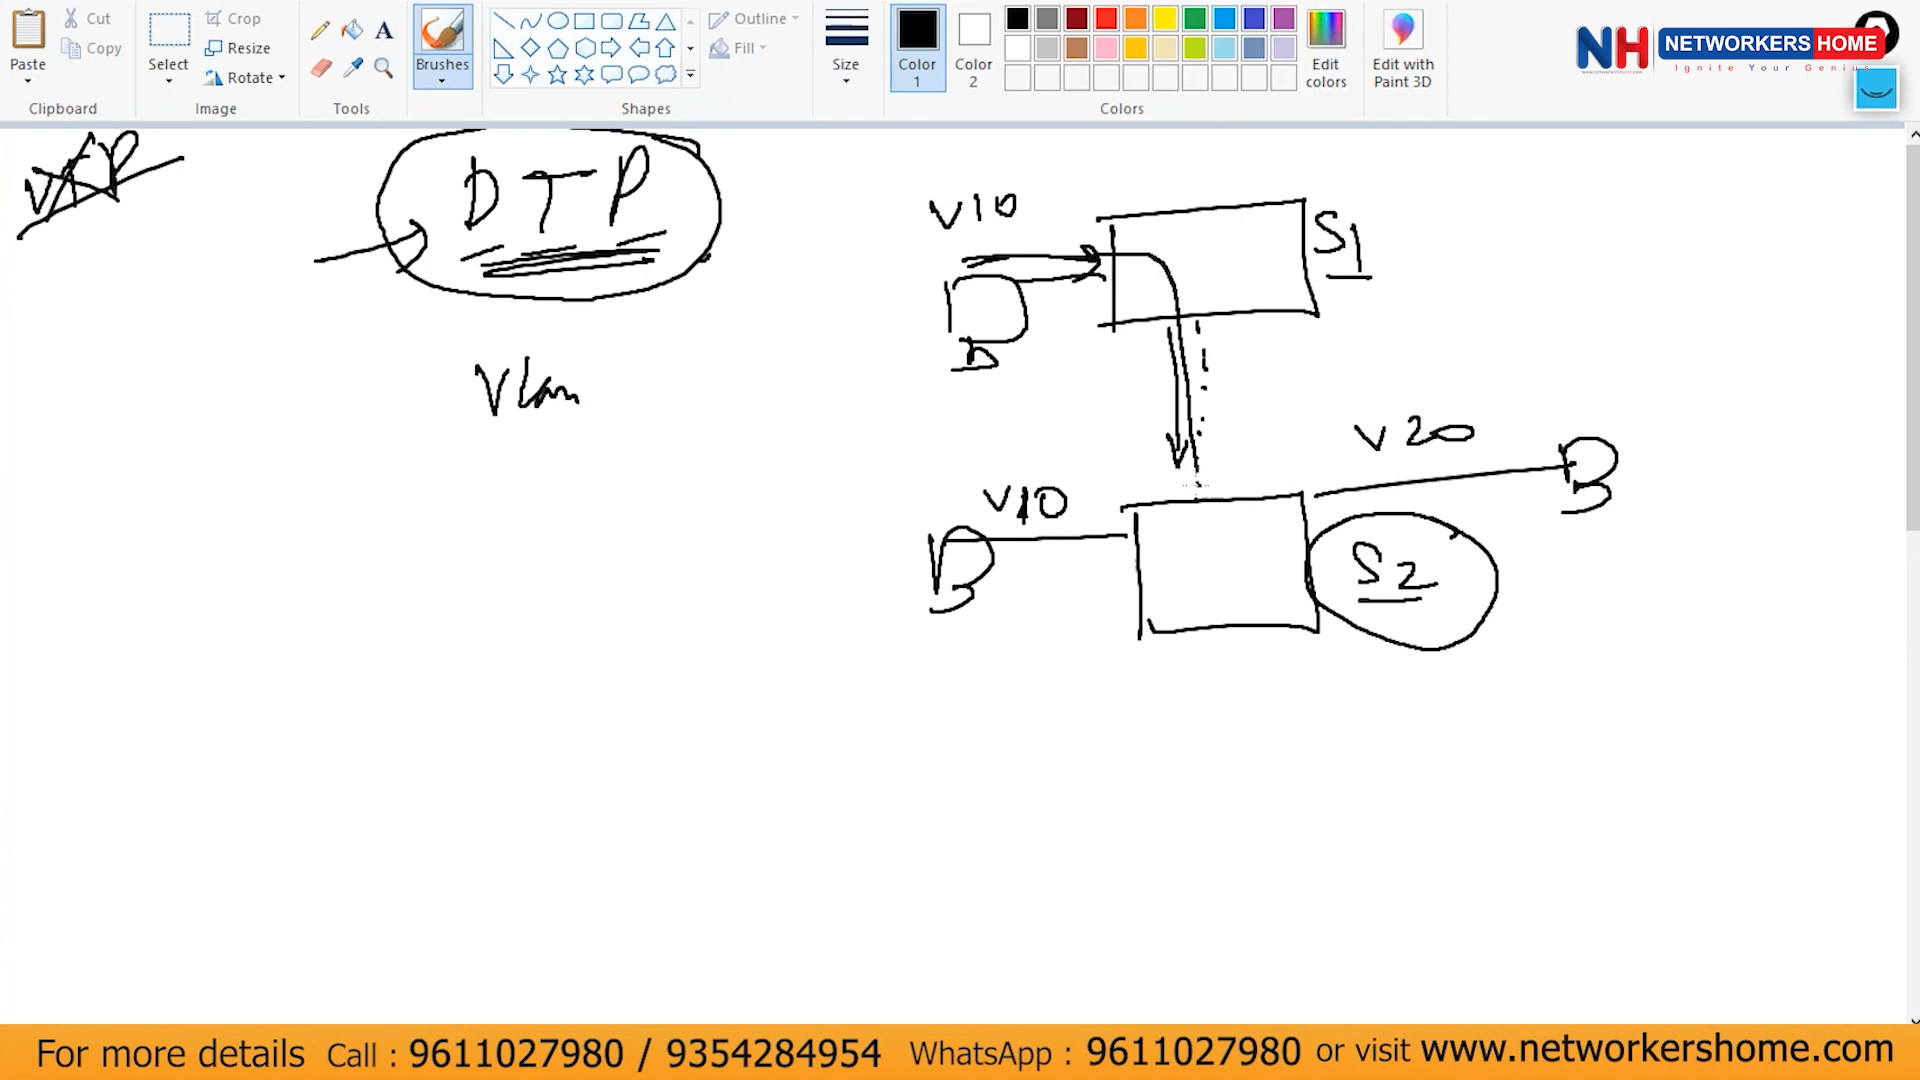 Paste
Cut
Copy
Clipboard
Select
Crop
Resize
Rotate
Image
Tools
Brushes
Shapes
Outline
Fill
Size
Color
1
Color
2
Colors
Edit
colors
Edit with
Paint 3D
NH
NETWORKERS HOME
Ignite Your Genius
VTP
DTP
Vlan
V10
S1
V10
V20
S2
For more details Call : 9611027980 / 9354284954 WhatsApp : 9611027980 or visit www.networkershome.com